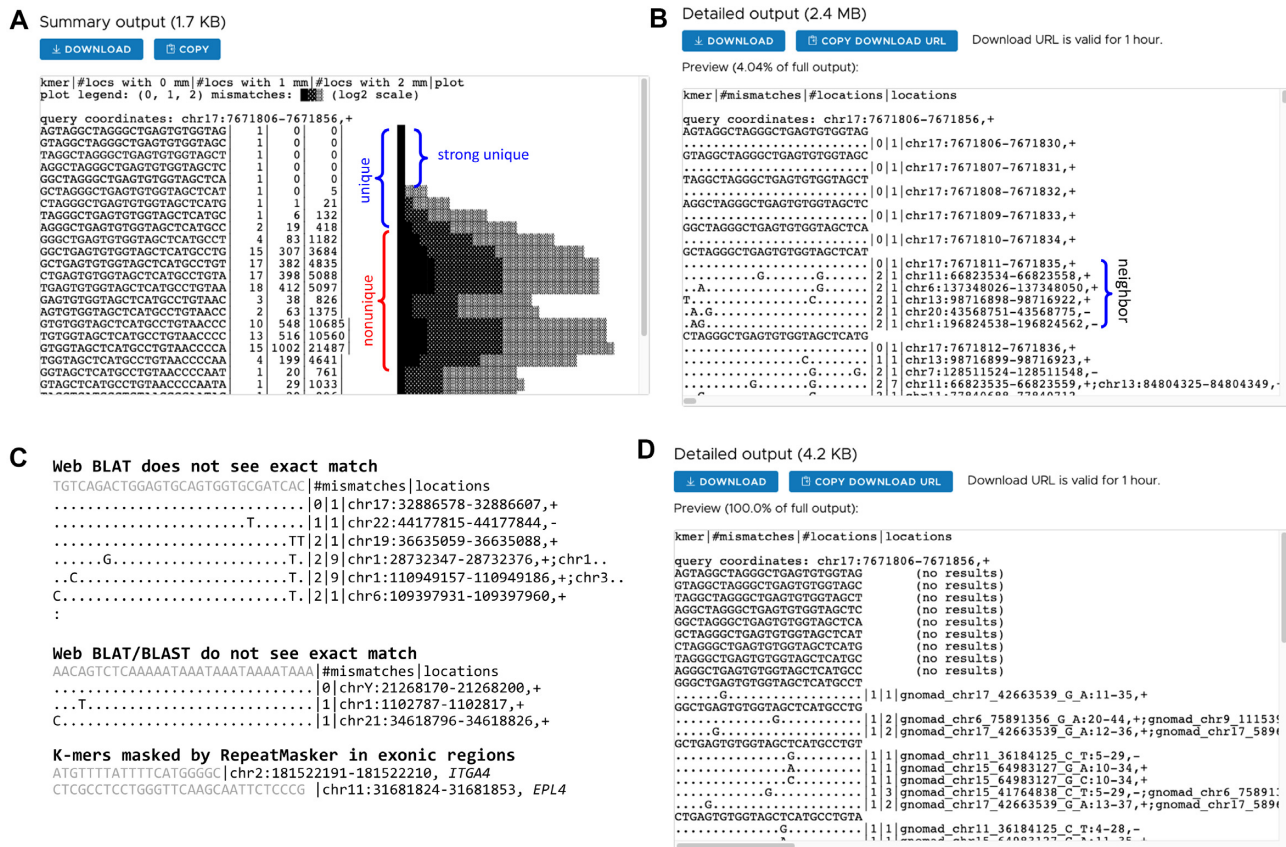 A
Summary output (1.7 KB)
DOWNLOAD COPY
kmer|#locs with 0 mm|#locs with 1 mm|#locs with 2 mm|plot
plot legend: (0, 1, 2) mismatches: (log2 scale)
query coordinates: chr17:7671806-7671856,+
AGTAGGCTAGGGCTGAGTGTGGTAG| 1| 0| 0|
GTAGGCTAGGGCTGAGTGTGGTAGC| 1| 0| 0|
TAGGCTAGGGCTGAGTGTGGTAGCT| 1| 0| 0|
AGGCTAGGGCTGAGTGTGGTAGCTC| 1| 0| 0|
GGCTAGGGCTGAGTGTGGTAGCTCA| 1| 0| 0|
GCTAGGGCTGAGTGTGGTAGCTCAT| 1| 0| 5|
CTAGGGCTGAGTGTGGTAGCTCATG| 1| 1| 21|
TAGGGCTGAGTGTGGTAGCTCATGC| 1| 6| 132|
AGGGCTGAGTGTGGTAGCTCATGCC| 2| 19| 418|
GGGCTGAGTGTGGTAGCTCATGCCT| 4| 83| 1182|
GGCTGAGTGTGGTAGCTCATGCCTG| 15| 307| 3684|
GCTGAGTGTGGTAGCTCATGCCTGT| 17| 382| 4835|
CTGAGTGTGGTAGCTCATGCCTGTA| 17| 398| 5088|
TGAGTGTGGTAGCTCATGCCTGTAA| 18| 412| 5097|
GAGTGTGGTAGCTCATGCCTGTAAC| 3| 38| 826|
AGTGTGGTAGCTCATGCCTGTAACC| 2| 63| 1375|
GTGTGGTAGCTCATGCCTGTAACCC| 10| 548| 10685|
TGTGGTAGCTCATGCCTGTAACCCC| 13| 516| 10560|
GTGGTAGCTCATGCCTGTAACCCCA| 15| 1002| 21487|
TGGTAGCTCATGCCTGTAACCCCAA| 4| 199| 4641|
GGTAGCTCATGCCTGTAACCCCAAT| 1| 20| 761|
GTAGCTCATGCCTGTAACCCCAATA| 1| 29| 1033|
unique
strong unique
nonunique
B
Detailed output (2.4 MB)
DOWNLOAD COPY DOWNLOAD URL Download URL is valid for 1 hour.
Preview (4.04% of full output):
kmer|#mismatches|#locations|locations
query coordinates: chr17:7671806-7671856,+
AGTAGGCTAGGGCTGAGTGTGGTAG
.........................|0|1|chr17:7671806-7671830,+
GTAGGCTAGGGCTGAGTGTGGTAGC
.........................|0|1|chr17:7671807-7671831,+
TAGGCTAGGGCTGAGTGTGGTAGCT
.........................|0|1|chr17:7671808-7671832,+
AGGCTAGGGCTGAGTGTGGTAGCTC
.........................|0|1|chr17:7671809-7671833,+
GGCTAGGGCTGAGTGTGGTAGCTCA
.........................|0|1|chr17:7671810-7671834,+
GCTAGGGCTGAGTGTGGTAGCTCAT
.........................|0|1|chr17:7671811-7671835,+
..........G.......G......|2|1|chr11:66823534-66823558,+
..A..............G.......|2|1|chr6:137348026-137348050,+
T................C.......|2|1|chr13:98716898-98716922,+
.A.G.....................|2|1|chr20:43568751-43568775,-
.AG......................|2|1|chr1:196824538-196824562,-
neighbor
CTAGGGCTGAGTGTGGTAGCTCATG
.........................|0|1|chr17:7671812-7671836,+
................C........|1|1|chr13:98716899-98716923,+
.................G.....G.|2|1|chr7:128511524-128511548,-
.........G.......G.......|2|7|chr11:66823535-66823559,+;chr13:84804325-84804349,-
C
Web BLAT does not see exact match
TGTCAGACTGGAGTGCAGTGGTGCGATCAC|#mismatches|locations
..............................|0|1|chr17:32886578-32886607,+
.......................T......|1|1|chr22:44177815-44177844,-
............................TT|2|1|chr19:36635059-36635088,+
......G.....................T.|2|9|chr1:28732347-28732376,+;chr1..
..C.........................T.|2|9|chr1:110949157-110949186,+;chr3..
C...........................T.|2|1|chr6:109397931-109397960,+
:
Web BLAT/BLAST do not see exact match
AACAGTCTCAAAAATAAATAAATAAAATAAA|#mismatches|locations
...............................|0|chrY:21268170-21268200,+
...T...........................|1|chr1:1102787-1102817,+
C..............................|1|chr21:34618796-34618826,+
K-mers masked by RepeatMasker in exonic regions
ATGTTTTATTTTCATGGGGC|chr2:181522191-181522210, ITGA4
CTCGCCTCCTGGGTTCAAGCAATTCTCCCG |chr11:31681824-31681853, EPL4
D
Detailed output (4.2 KB)
DOWNLOAD COPY DOWNLOAD URL Download URL is valid for 1 hour.
Preview (100.0% of full output):
kmer|#mismatches|#locations|locations
query coordinates: chr17:7671806-7671856,+
AGTAGGCTAGGGCTGAGTGTGGTAG (no results)
GTAGGCTAGGGCTGAGTGTGGTAGC (no results)
TAGGCTAGGGCTGAGTGTGGTAGCT (no results)
AGGCTAGGGCTGAGTGTGGTAGCTC (no results)
GGCTAGGGCTGAGTGTGGTAGCTCA (no results)
GCTAGGGCTGAGTGTGGTAGCTCAT (no results)
CTAGGGCTGAGTGTGGTAGCTCATG (no results)
TAGGGCTGAGTGTGGTAGCTCATGC (no results)
AGGGCTGAGTGTGGTAGCTCATGCC (no results)
GGGCTGAGTGTGGTAGCTCATGCCT
......G..................|1|1|gnomad_chr17_42663539_G_A:11-35,+
GGCTGAGTGTGGTAGCTCATGCCTG
.............G...........|1|2|gnomad_chr6_75891356_G_A:20-44,+;gnomad_chr9_111539
.....G...................|1|2|gnomad_chr17_42663539_G_A:12-36,+;gnomad_chr17_5896
GCTGAGTGTGGTAGCTCATGCCTGT
...............G.........|1|1|gnomad_chr11_36184125_C_T:5-29,-
...............A.........|1|1|gnomad_chr15_64983127_G_A:10-34,+
...............C.........|1|1|gnomad_chr15_64983127_G_C:10-34,+
............G............|1|3|gnomad_chr15_41764838_C_T:5-29,-;gnomad_chr6_75891
....G....................|1|2|gnomad_chr17_42663539_G_A:13-37,+;gnomad_chr17_5896
CTGAGTGTGGTAGCTCATGCCTGTA
..............G..........|1|1|gnomad_chr11_36184125_C_T:4-28,-